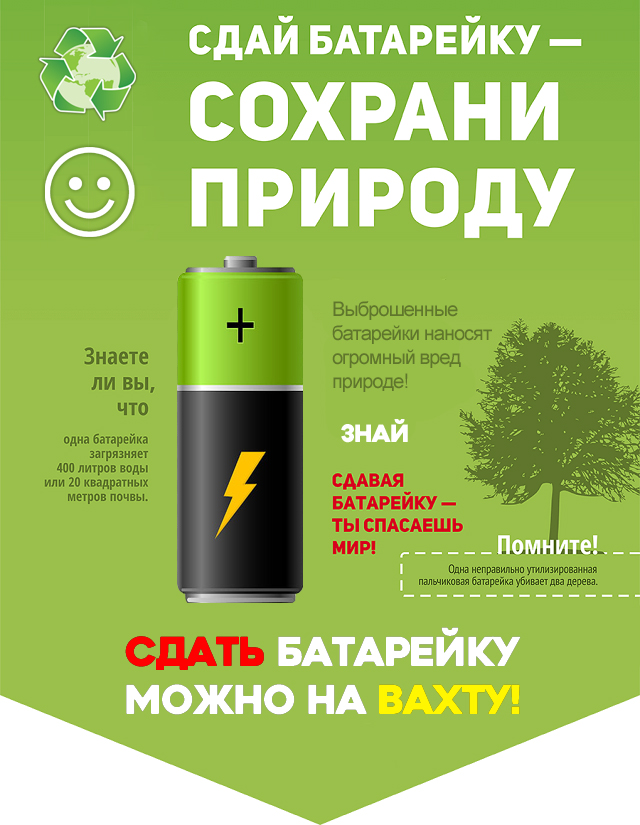 СДАЙ БАТАРЕЙКУ —
СОХРАНИ
ПРИРОДУ
Выброшенные
батарейки наносят
огромный вред
природе!
Знаете
ли вы,
что
одна батарейка
загрязняет
400 литров воды
или 20 квадратных
метров почвы.
+
ЗНАЙ
СДАВАЯ
БАТАРЕЙКУ —
ТЫ СПАСАЕШЬ
МИР!
Помните!
Одна неправильно утилизированная
пальчиковая батарейка убивает два дерева.
СДАТЬ БАТАРЕЙКУ
МОЖНО НА ВАХТУ!